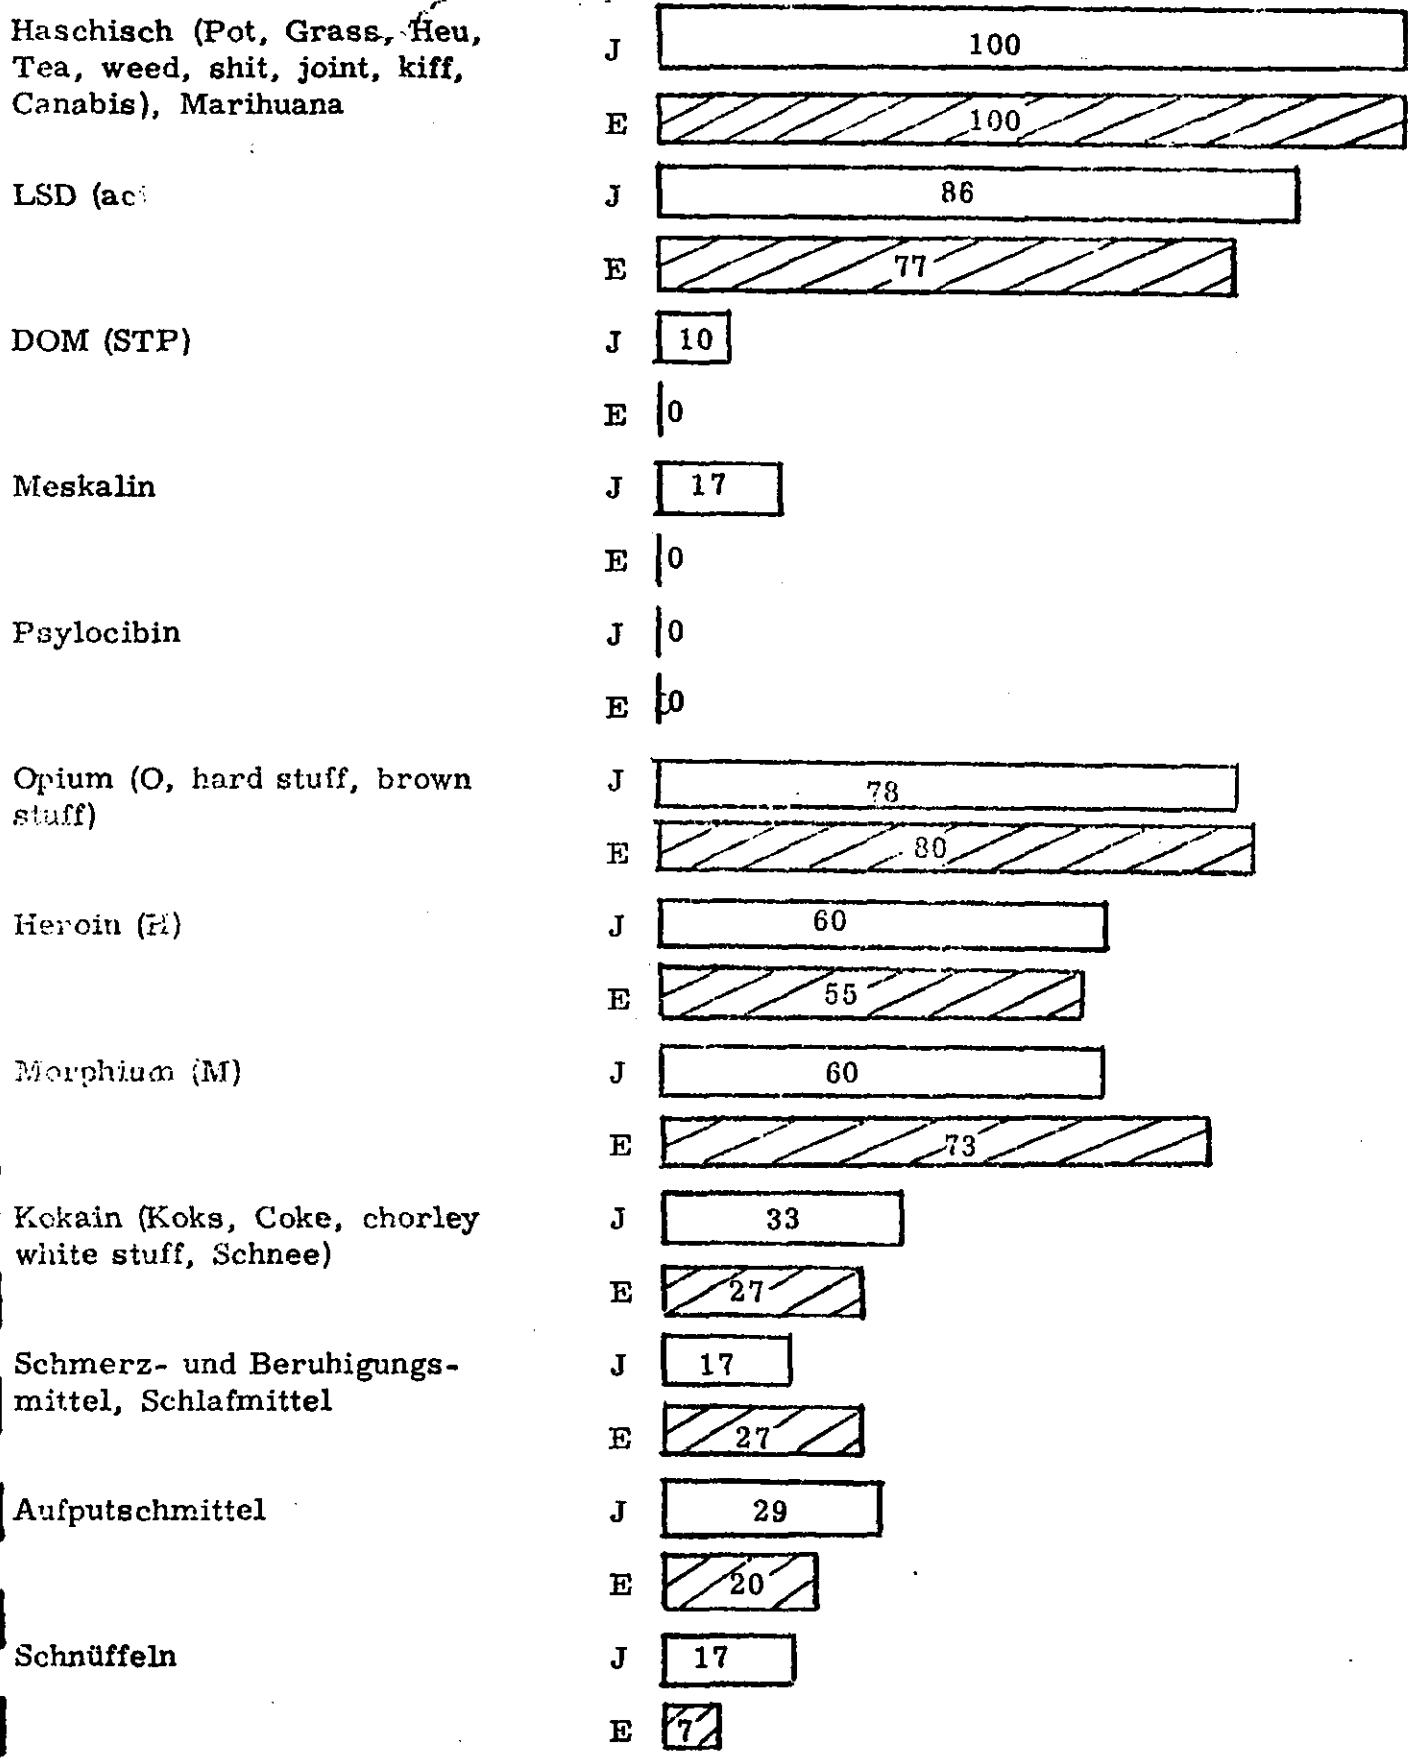 Haschisch (Pot, Grass, Heu,
Tea, weed, shit, joint, kiff,
Canabis), Marihuana
J 100
E 100
LSD
J 86
E 77
DOM (STP)
J 10
E 0
Meskalin
J 17
E 0
Psylocibin
J 0
E 0
Opium (O, hard stuff, brown
stuff)
J 78
E 80
Heroin (H)
J 60
E 55
Morphium (M)
J 60
E 73
Kokain (Koks, Coke, chorley
white stuff, Schnee)
J 33
E 27
Schmerz- und Beruhigungs-
mittel, Schlafmittel
J 17
E 27
Aufputschmittel
J 29
E 20
Schnüffeln
J 17
E 7